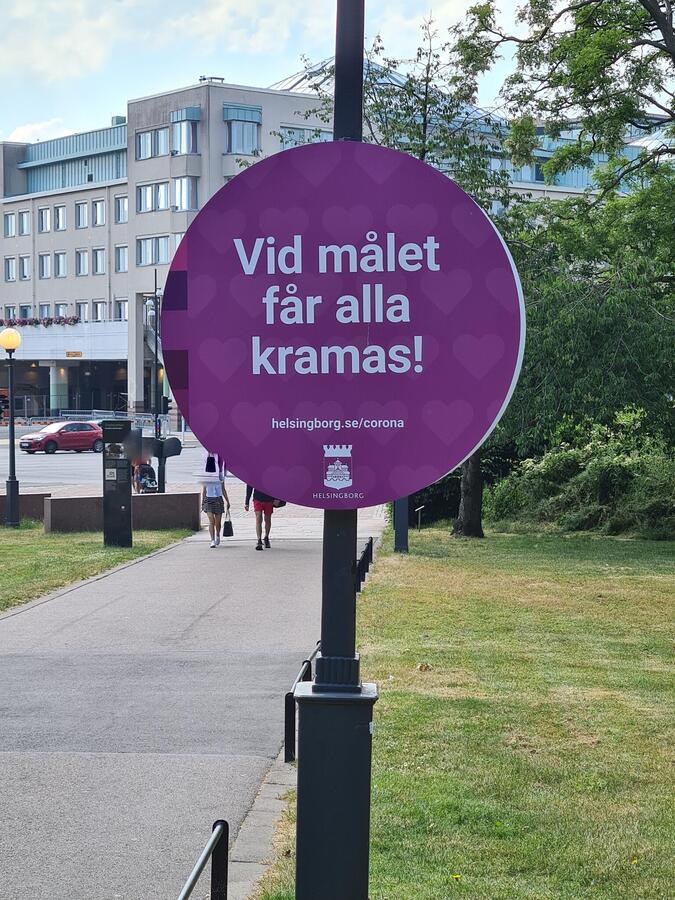 Vid målet
får alla
kramas!
helsingborg.se/corona
HELSINGBORG